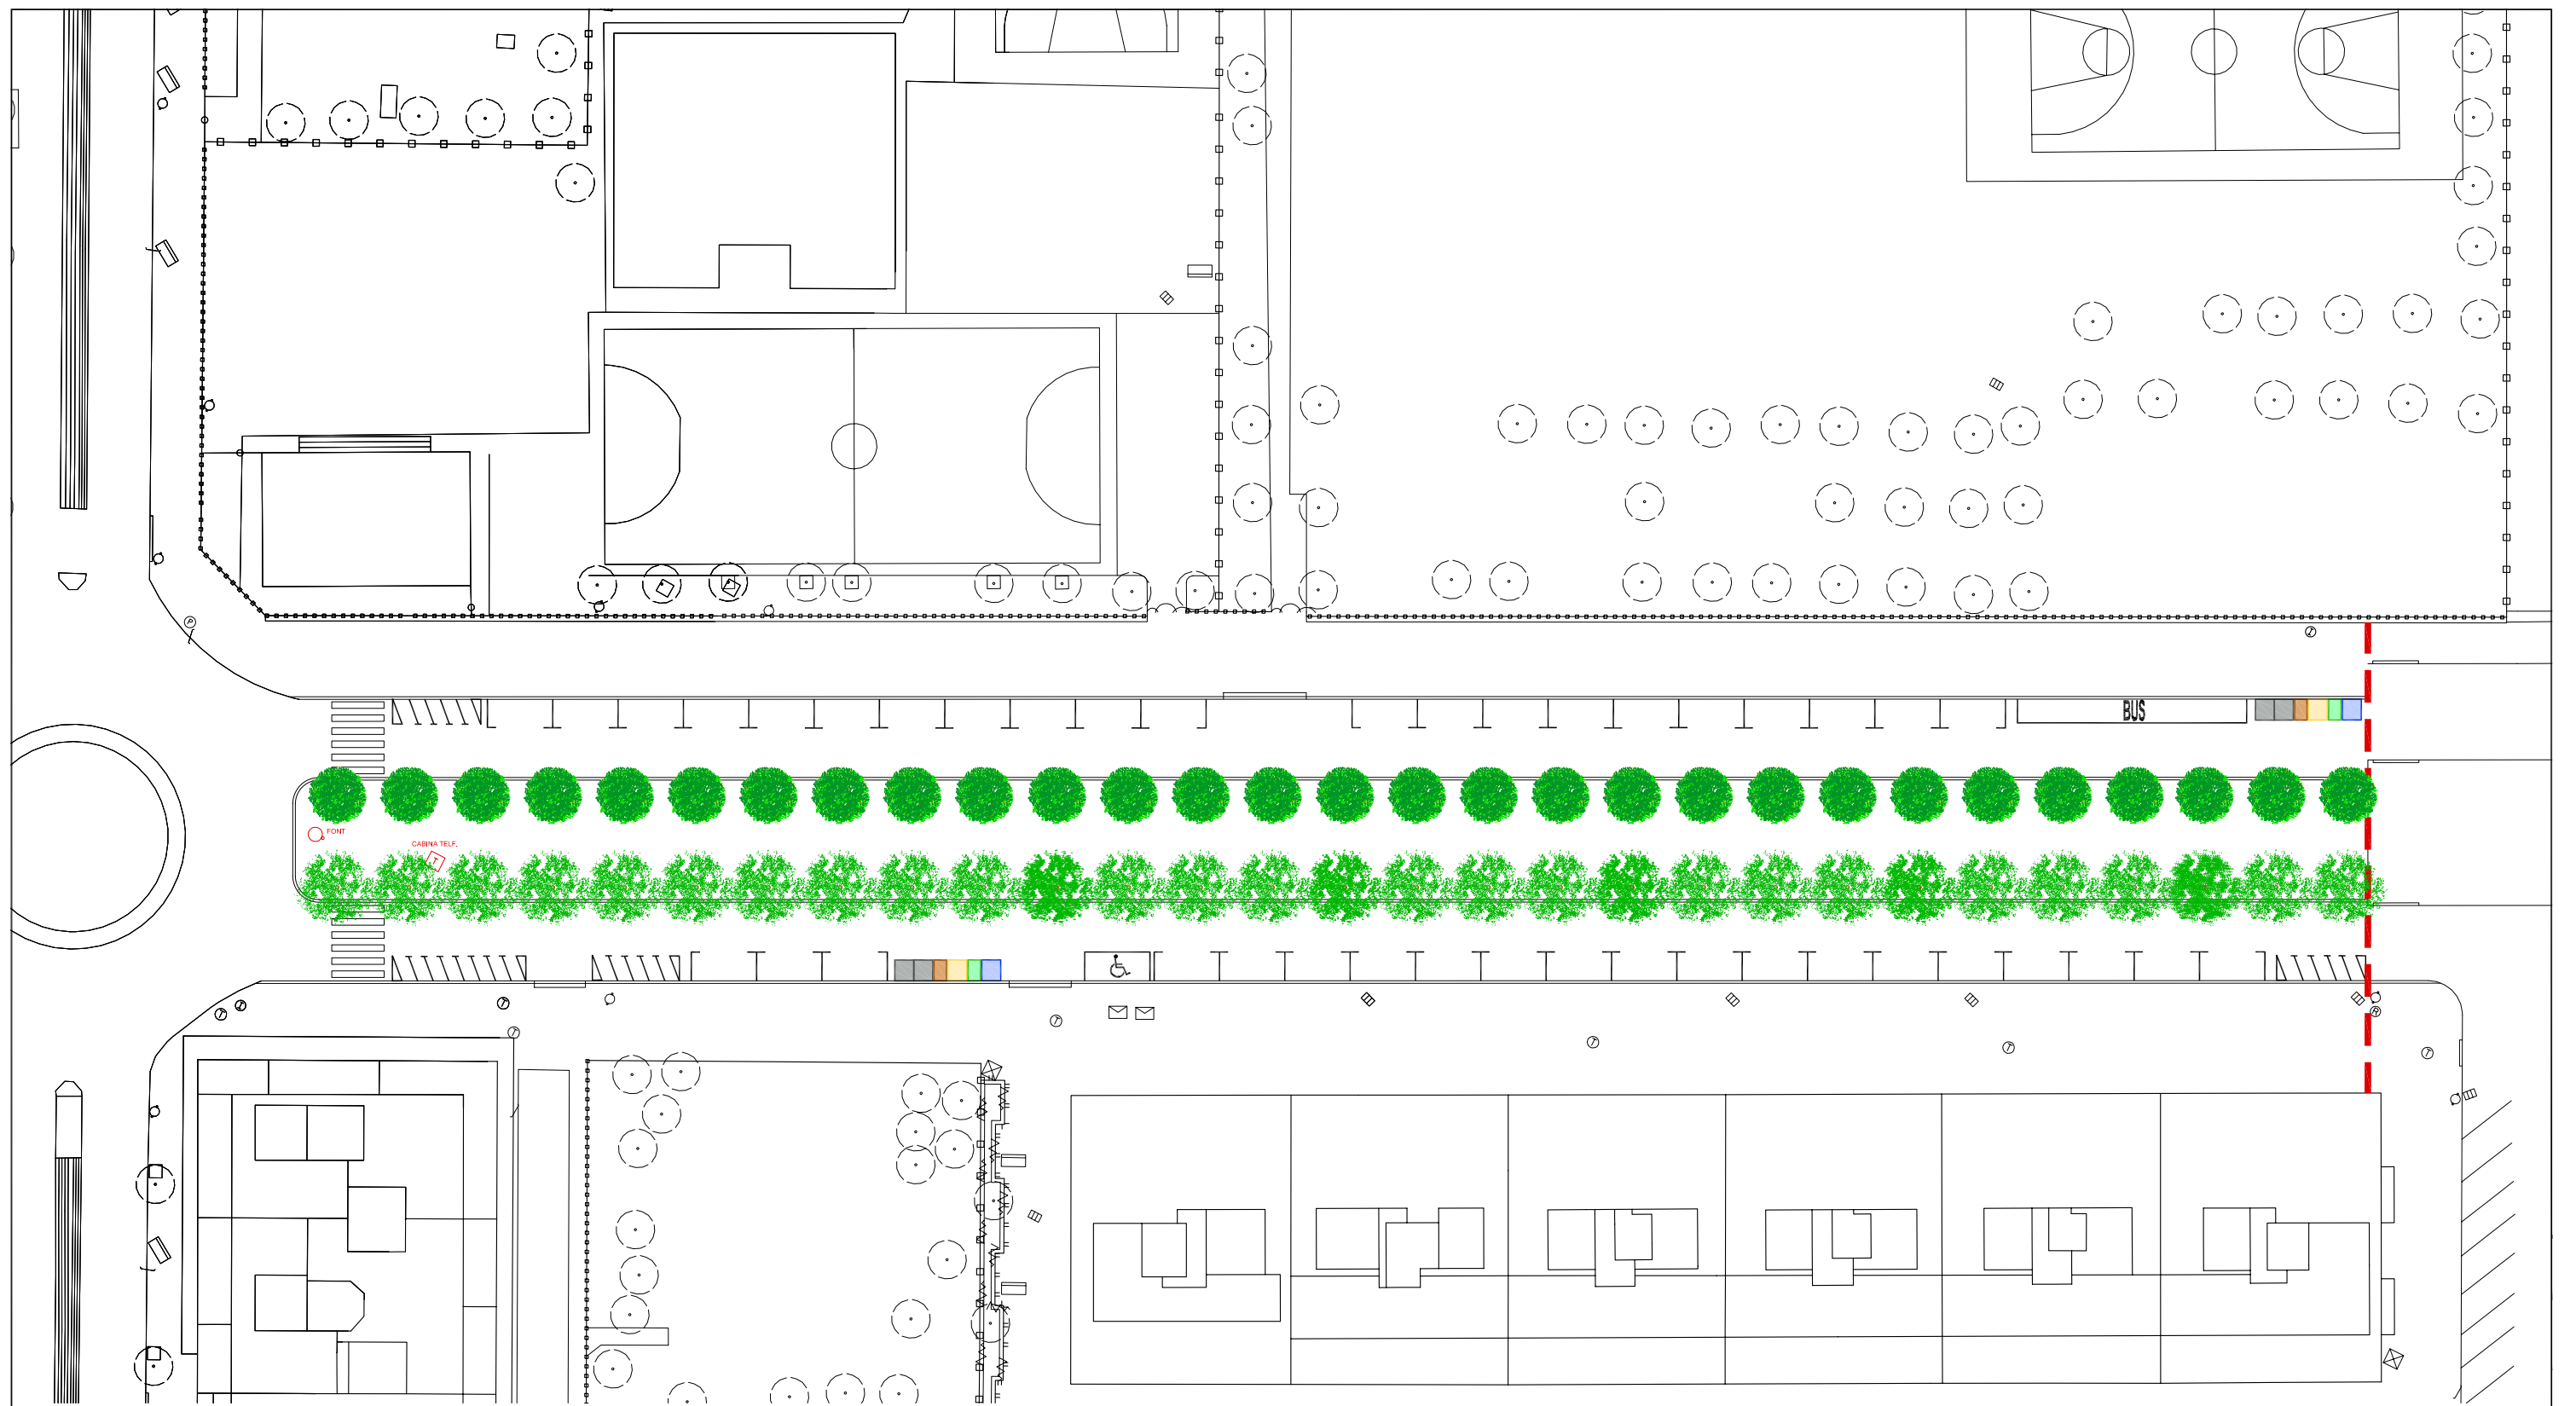 P
BUS
FONT
CABINA TELF.
T
R